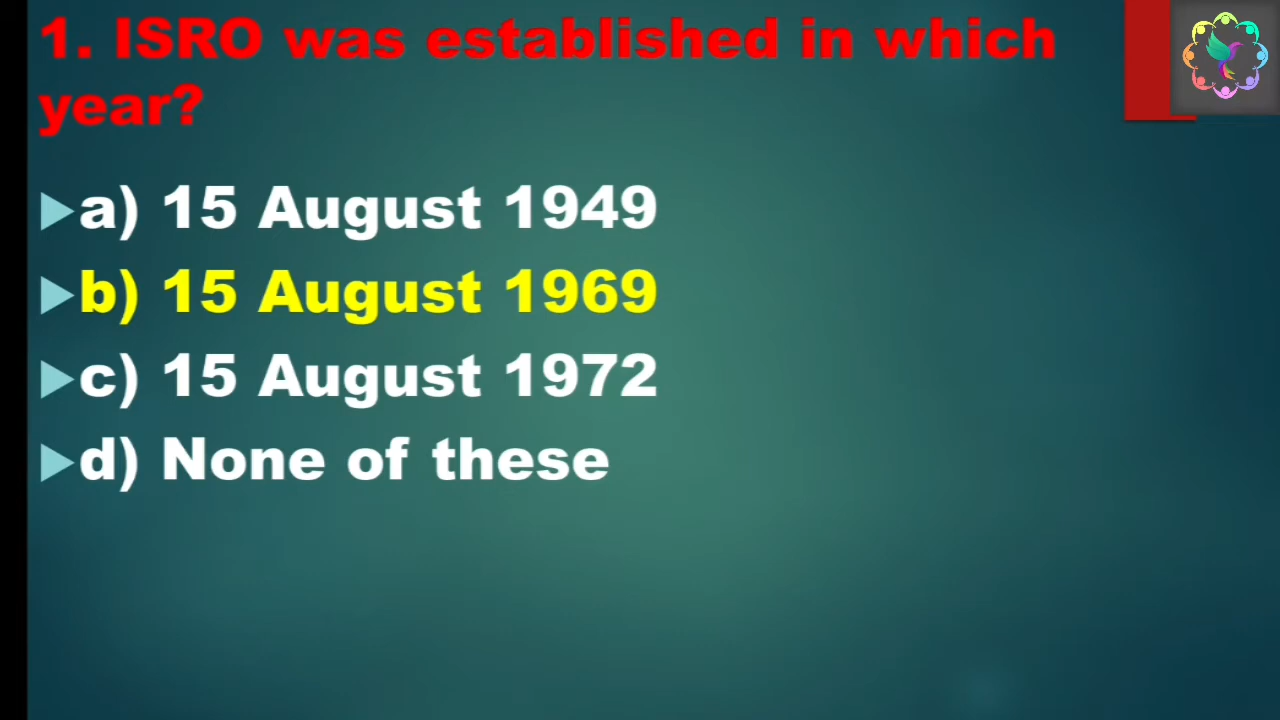 1. ISRO was established in which
year?
a) 15 August 1949
b) 15 August 1969
c) 15 August 1972
d) None of these